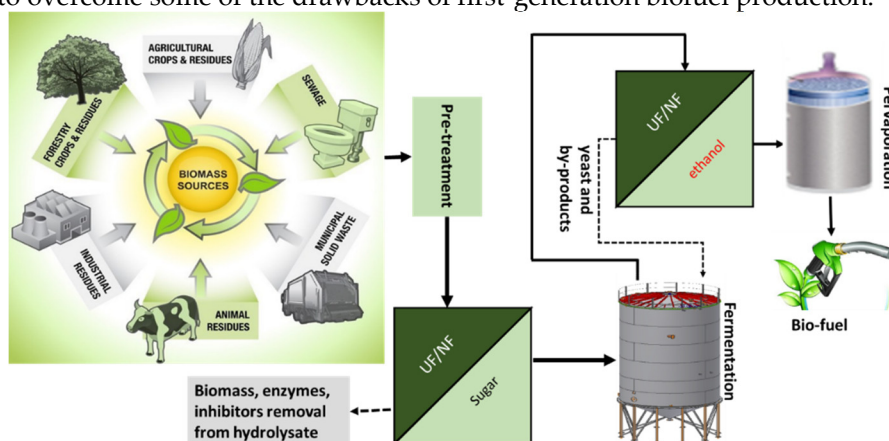 to overcome some of the drawbacks of first-generation biofuel production.
AGRICULTURAL
CROPS & RESIDUES
SEWAGE
FORESTRY
CROPS & RESIDUES
BIOMASS
SOURCES
INDUSTRIAL
RESIDUES
MUNICIPAL
SOLID WASTE
ANIMAL
RESIDUES
Pre-treatment
UF/NF
Sugar
Biomass, enzymes,
inhibitors removal
from hydrolysate
Fermentation
yeast and
by-products
UF/NF
ethanol
Pervaporation
Bio-fuel